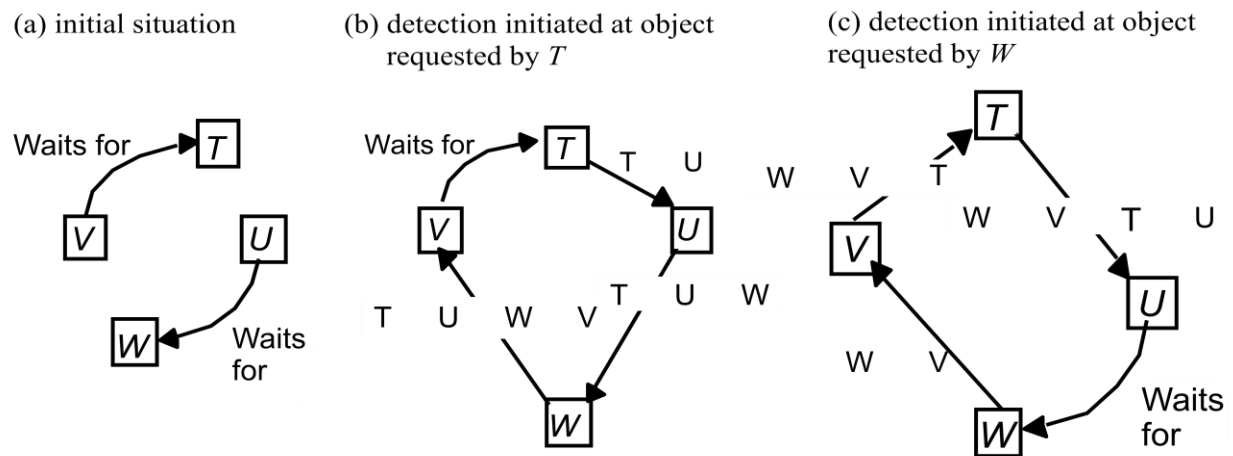 (a) initial situation
(b) detection initiated at object
requested by T
(c) detection initiated at object
requested by W
Waits for
T
V
U
W
Waits
for
Waits for
T
T U
V
U
T U W
T U W V
W
T
W V T
W V T U
V
U
W V
W
Waits
for